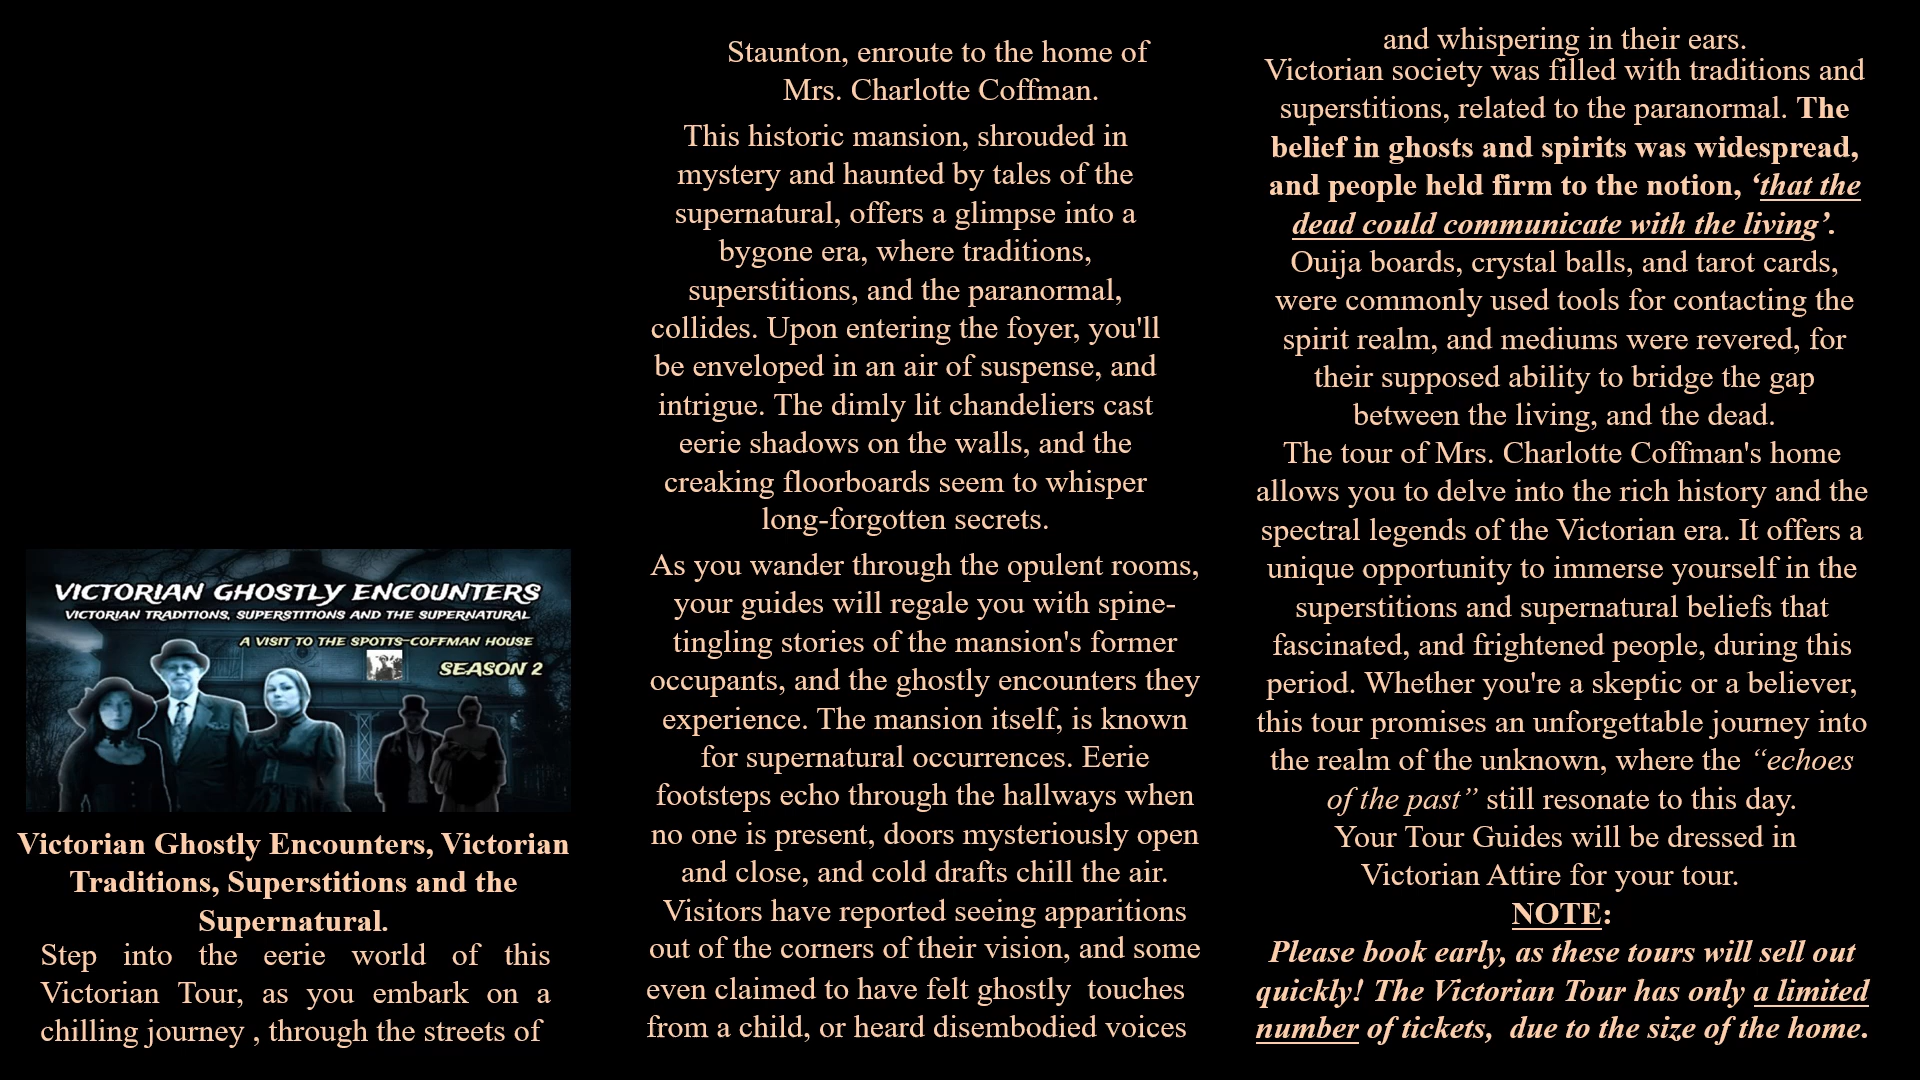 VICTORIAN GHOSTLY ENCOUNTERS
VICTORIAN TRADITIONS, SUPERSTITIONS AND THE SUPERNATURAL
A VISIT TO THE SPOTTS-COFFMAN HOUSE
SEASON 2
Victorian Ghostly Encounters, Victorian
Traditions, Superstitions and the
Supernatural.
Step into the eerie world of this
Victorian Tour, as you embark on a
chilling journey , through the streets of
Staunton, enroute to the home of
Mrs. Charlotte Coffman.
This historic mansion, shrouded in
mystery and haunted by tales of the
supernatural, offers a glimpse into a
bygone era, where traditions,
superstitions, and the paranormal,
collides. Upon entering the foyer, you'll
be enveloped in an air of suspense, and
intrigue. The dimly lit chandeliers cast
eerie shadows on the walls, and the
creaking floorboards seem to whisper
long-forgotten secrets.
As you wander through the opulent rooms,
your guides will regale you with spine-
tingling stories of the mansion's former
occupants, and the ghostly encounters they
experience. The mansion itself, is known
for supernatural occurrences. Eerie
footsteps echo through the hallways when
no one is present, doors mysteriously open
and close, and cold drafts chill the air.
Visitors have reported seeing apparitions
out of the corners of their vision, and some
even claimed to have felt ghostly  touches
from a child, or heard disembodied voices
and whispering in their ears.
Victorian society was filled with traditions and
superstitions, related to the paranormal. The
belief in ghosts and spirits was widespread,
and people held firm to the notion, ‘that the
dead could communicate with the living’.
Ouija boards, crystal balls, and tarot cards,
were commonly used tools for contacting the
spirit realm, and mediums were revered, for
their supposed ability to bridge the gap
between the living, and the dead.
The tour of Mrs. Charlotte Coffman's home
allows you to delve into the rich history and the
spectral legends of the Victorian era. It offers a
unique opportunity to immerse yourself in the
superstitions and supernatural beliefs that
fascinated, and frightened people, during this
period. Whether you're a skeptic or a believer,
this tour promises an unforgettable journey into
the realm of the unknown, where the “echoes
of the past” still resonate to this day.
Your Tour Guides will be dressed in
Victorian Attire for your tour.
NOTE:
Please book early, as these tours will sell out
quickly! The Victorian Tour has only a limited
number of tickets,  due to the size of the home.